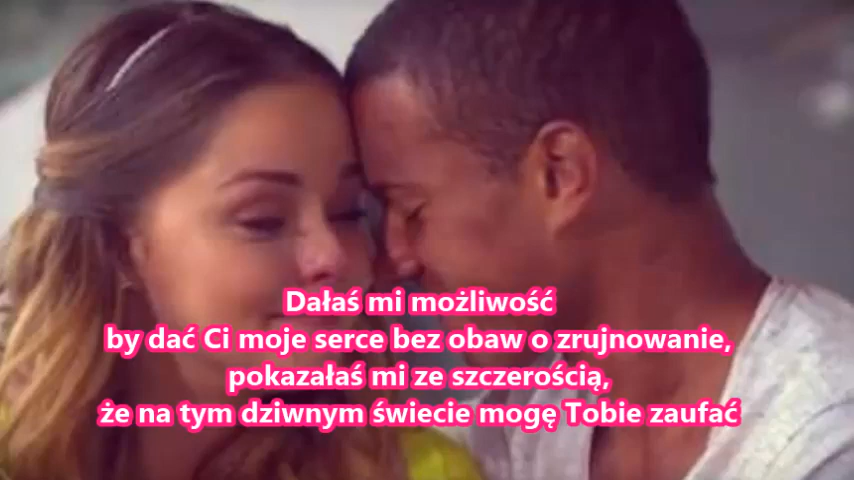 Dałaś mi możliwość
by dać Ci moje serce bez obaw o zrujnowanie,
pokazałaś mi ze szczerością,
że na tym dziwnym świecie mogę Tobie zaufać